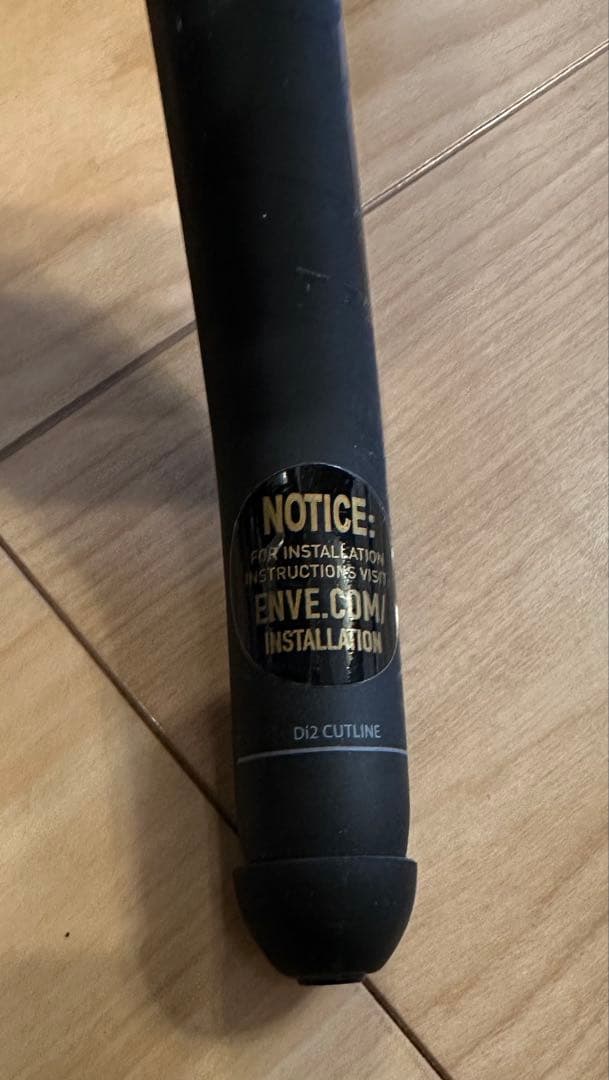 NOTICE:
FOR INSTALLATION
INSTRUCTIONS VISIT
ENVE.COM/
INSTALLATION
Di2 CUTLINE